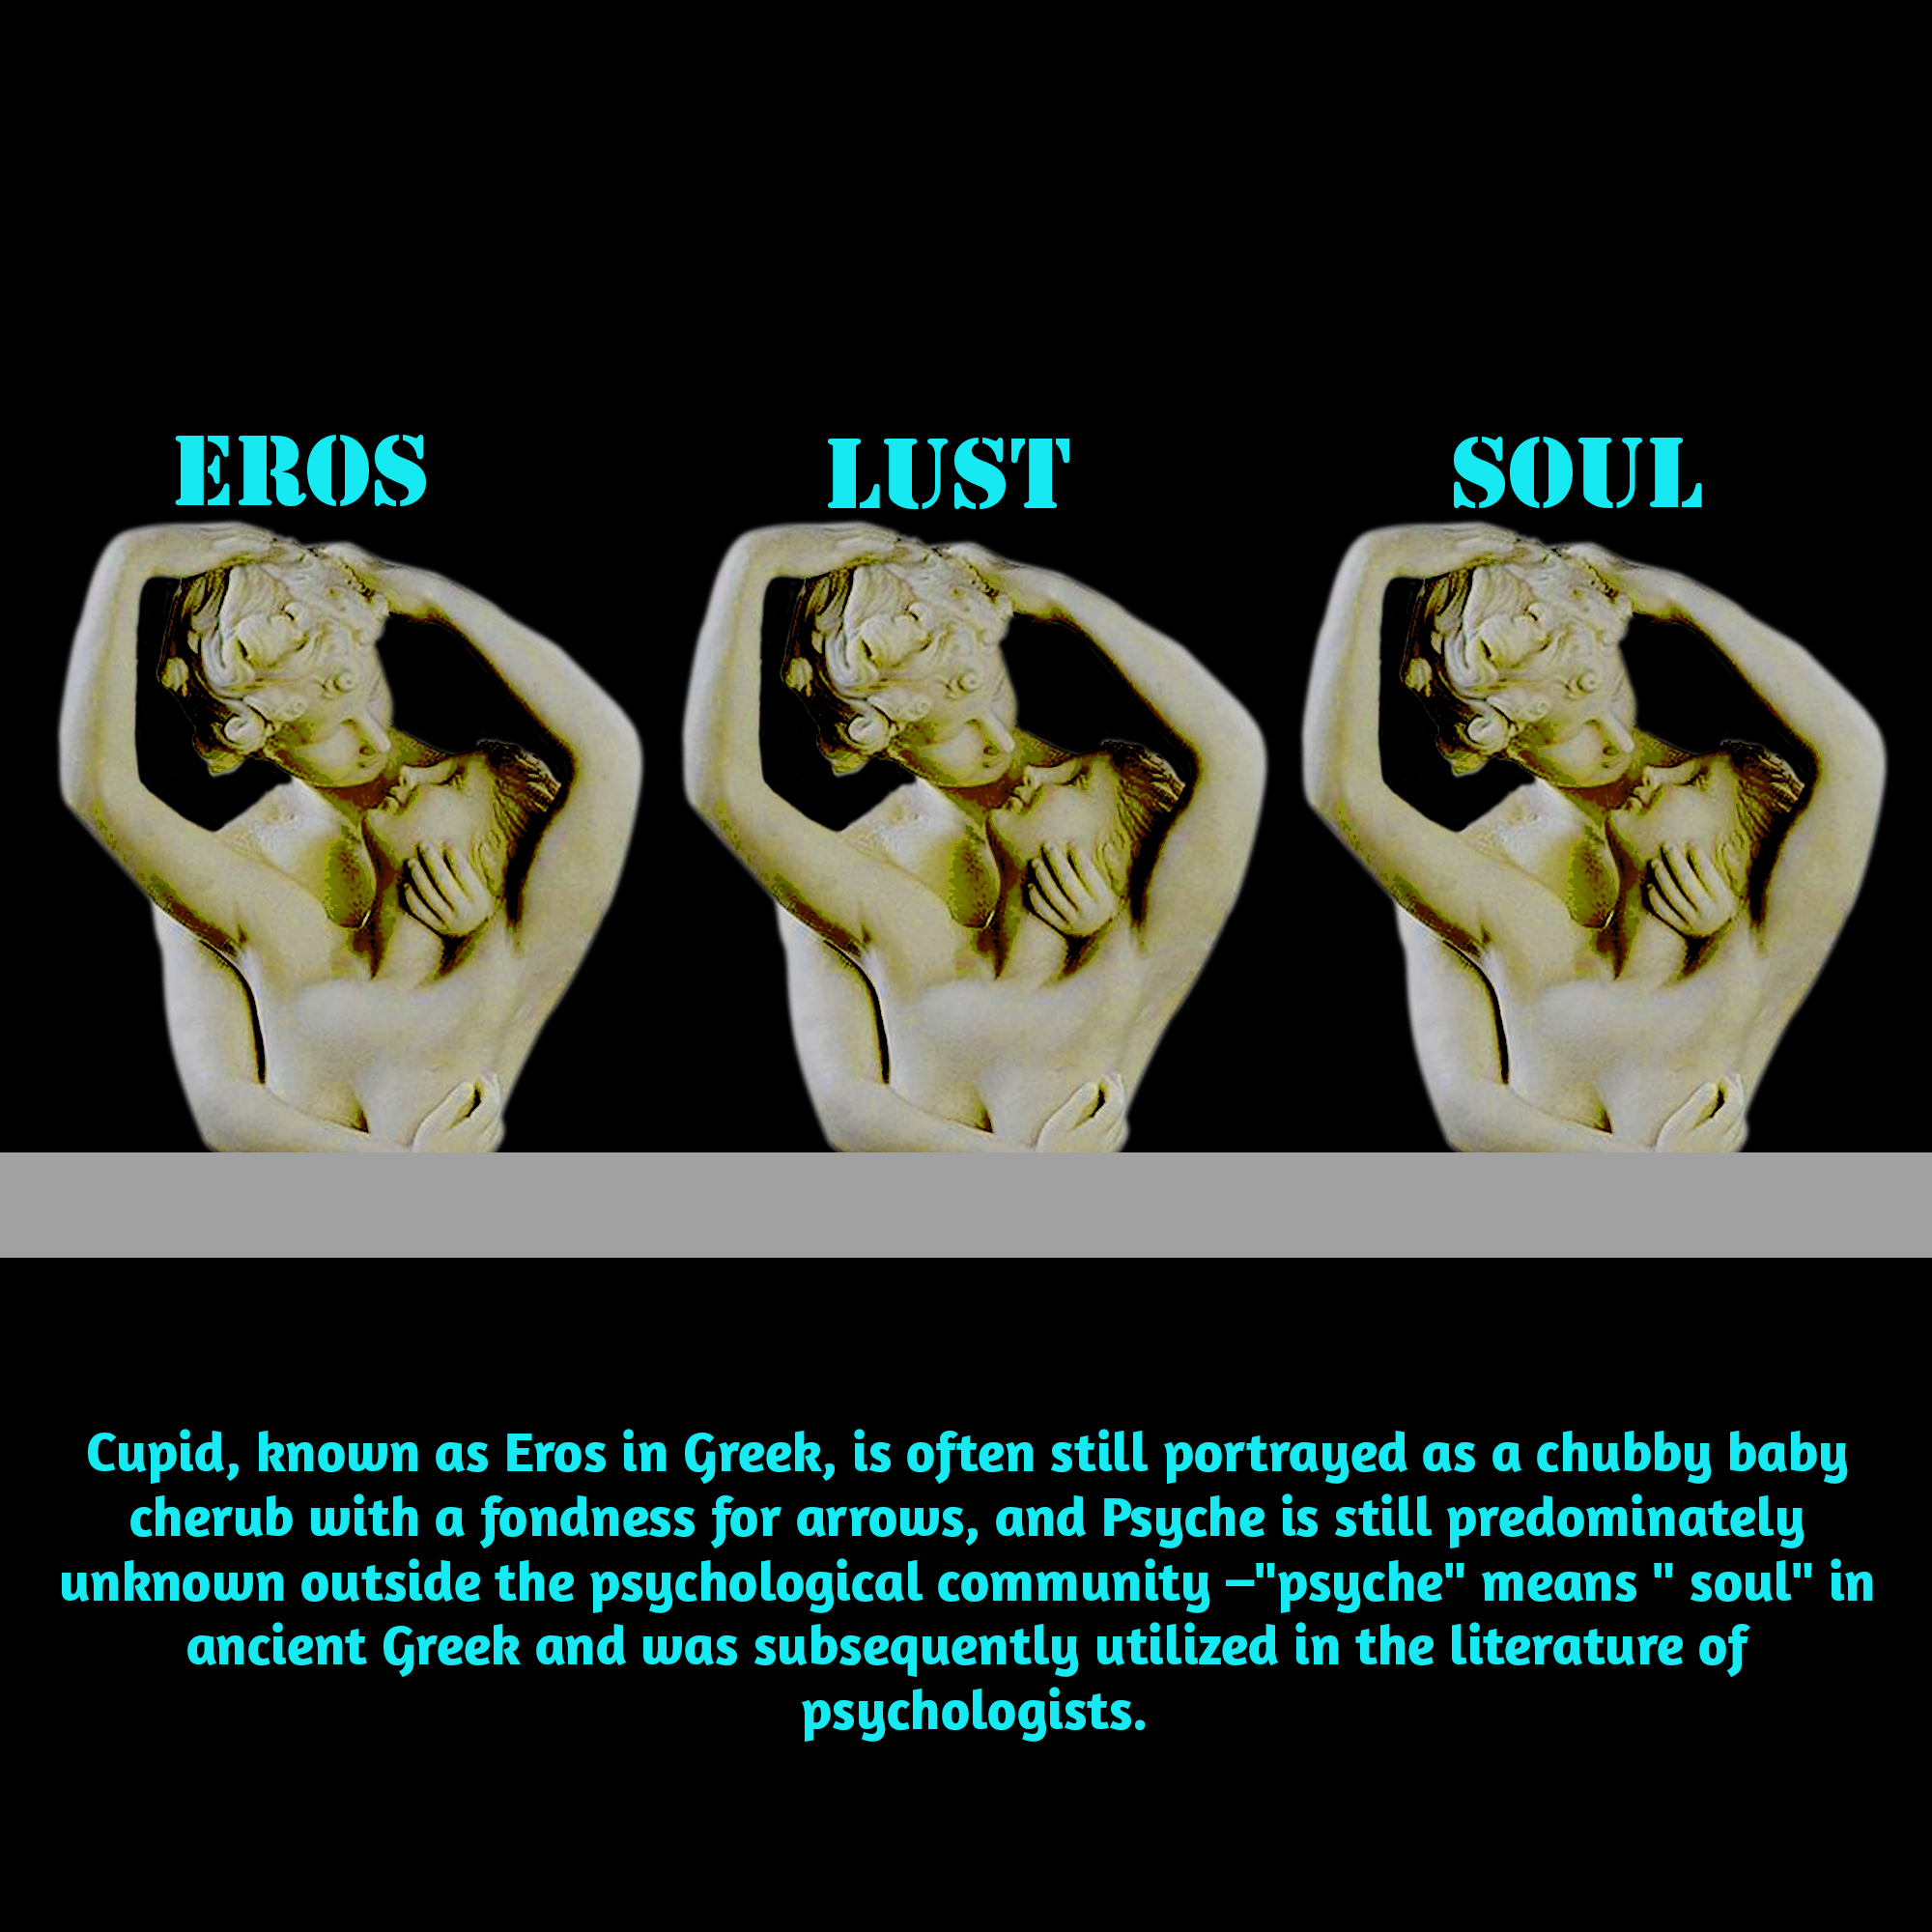 EROS LUST SOUL
Cupid, known as Eros in Greek, is often still portrayed as a chubby baby
cherub with a fondness for arrows, and Psyche is still predominately
unknown outside the psychological community –"psyche" means " soul" in
ancient Greek and was subsequently utilized in the literature of
psychologists.